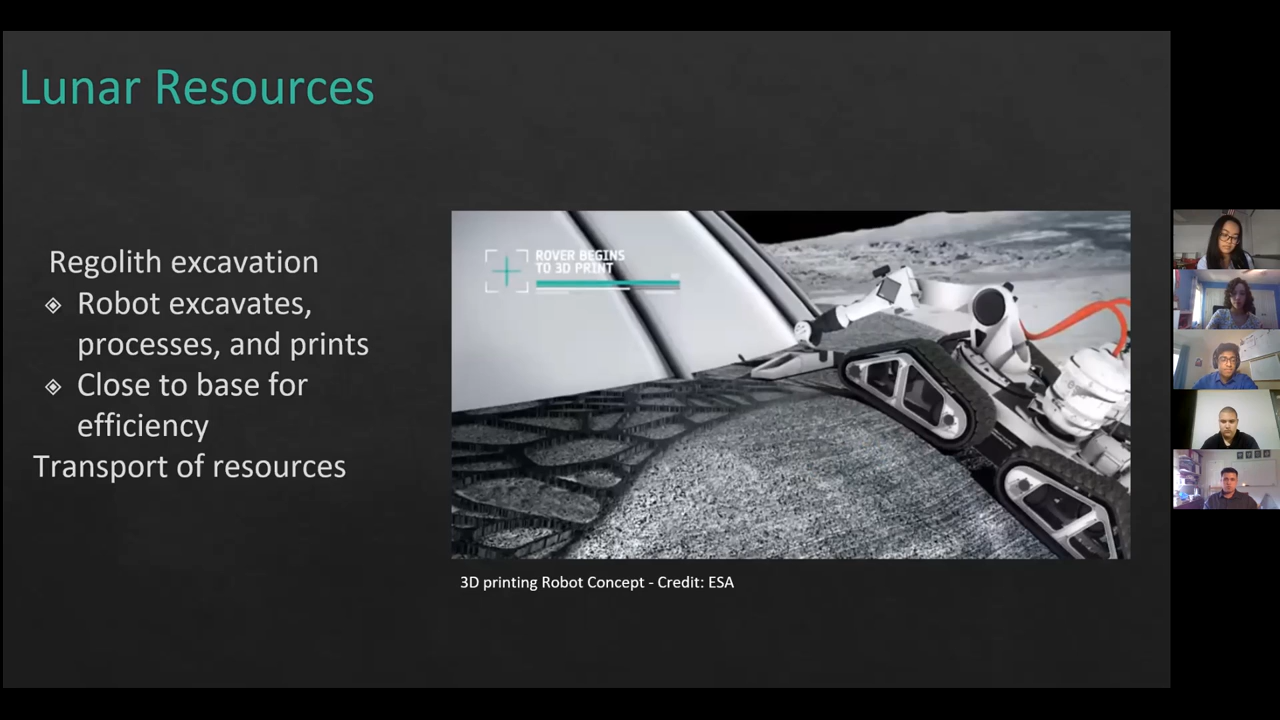 Lunar Resources
Regolith excavation
Robot excavates,
processes, and prints
Close to base for
efficiency
Transport of resources
ROVER BEGINS
TO 3D PRINT
3D printing Robot Concept - Credit: ESA